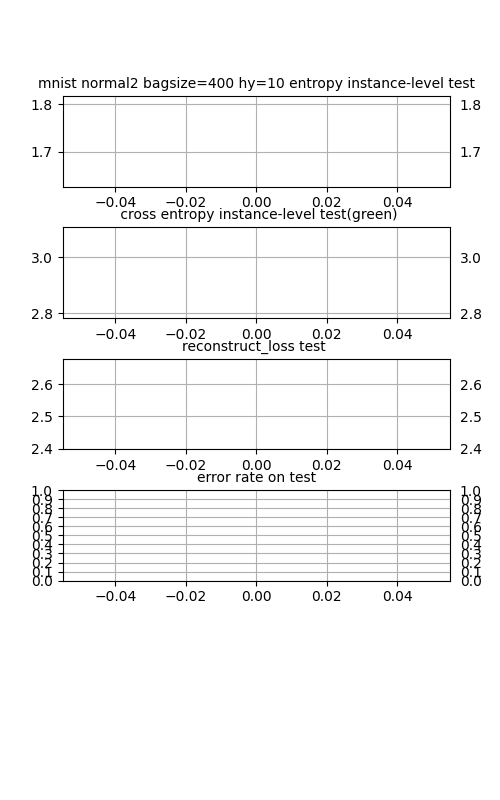 mnist normal2 bagsize=400 hy=10 entropy instance-level test
1.8 1.8
1.7 1.7
−0.04 −0.02 0.00 0.02 0.04
cross entropy instance-level test(green)
3.0 3.0
2.8 2.8
−0.04 −0.02 0.00 0.02 0.04
reconstruct_loss test
2.6 2.6
2.5 2.5
2.4 2.4
−0.04 −0.02 0.00 0.02 0.04
error rate on test
1.0 1.0
0.9 0.9
0.8 0.8
0.7 0.7
0.6 0.6
0.5 0.5
0.4 0.4
0.3 0.3
0.2 0.2
0.1 0.1
0.0 0.0
−0.04 −0.02 0.00 0.02 0.04